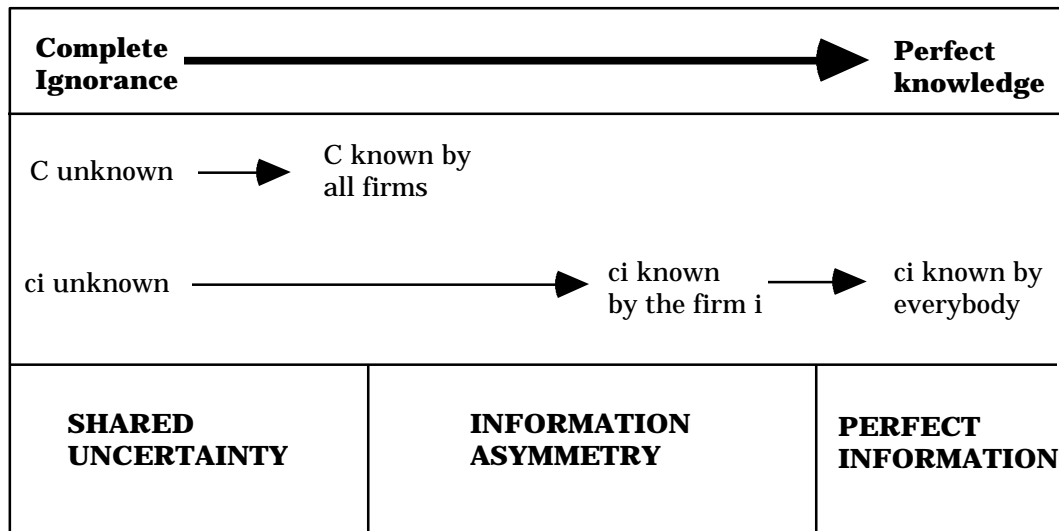 Complete
Ignorance
Perfect
knowledge
C unknown
C known by
all firms
ci unknown
ci known
by the firm i
ci known by
everybody
SHARED
UNCERTAINTY
INFORMATION
ASYMMETRY
PERFECT
INFORMATION